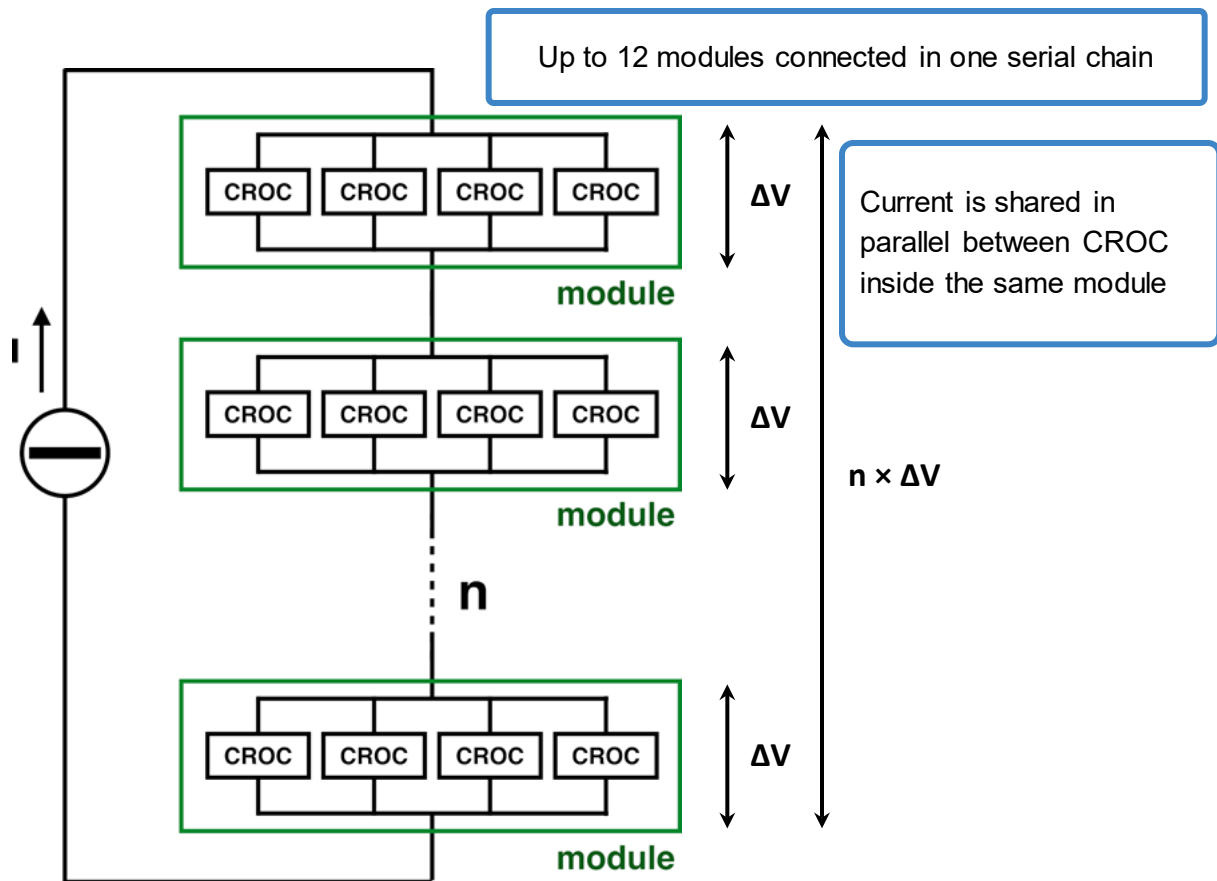 Up to 12 modules connected in one serial chain
CROC CROC CROC CROC
ΔV
Current is shared in
parallel between CROC
inside the same module
module
CROC CROC CROC CROC
ΔV
n × ΔV
module
n
CROC CROC CROC CROC
ΔV
module